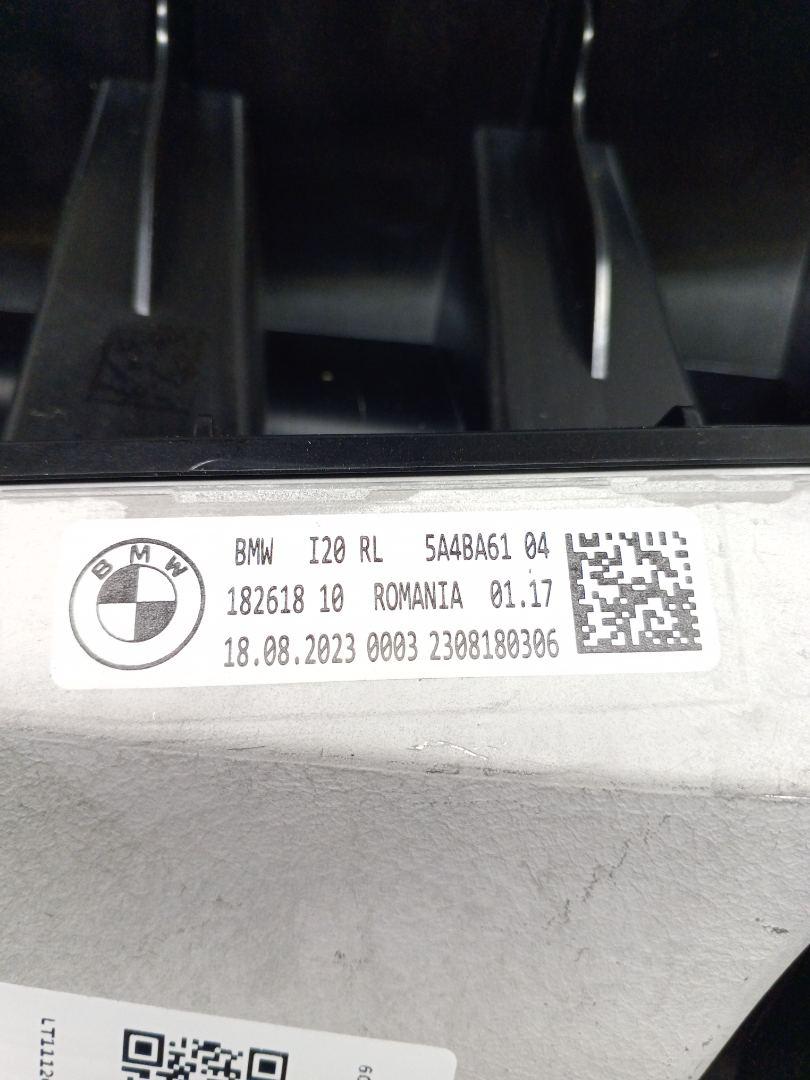 BMW
BMW I20 RL 5A4BA61 04
182618 10 ROMANIA 01.17
18.08.2023 0003 2308180306